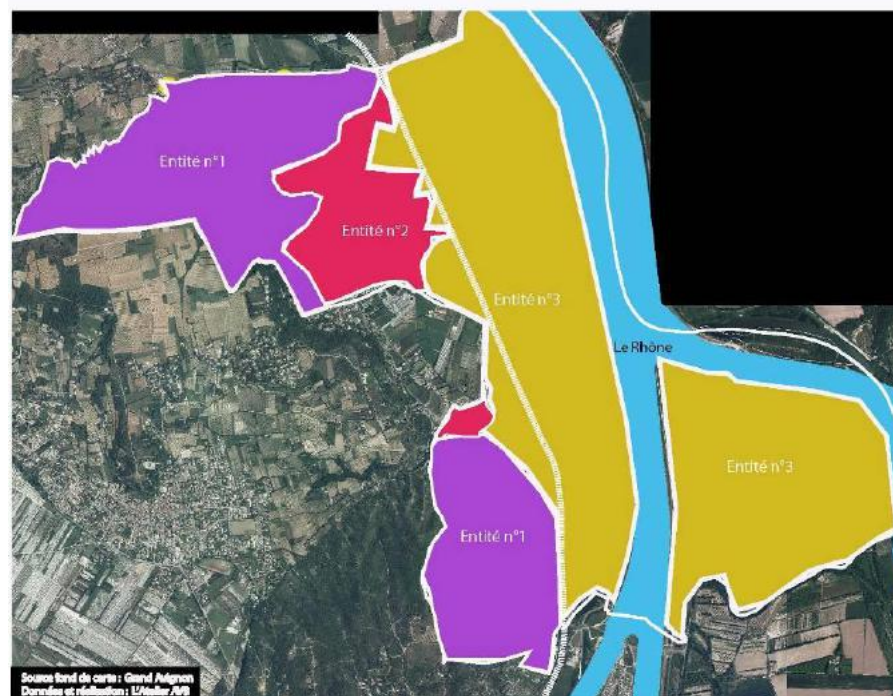 Entité n°1
Entité n°2
Entité n°3
Le Rhône
Entité n°3
Entité n°1
Source fond de carte : Grand Avignon
Données et réalisation : L'Atelier AVB